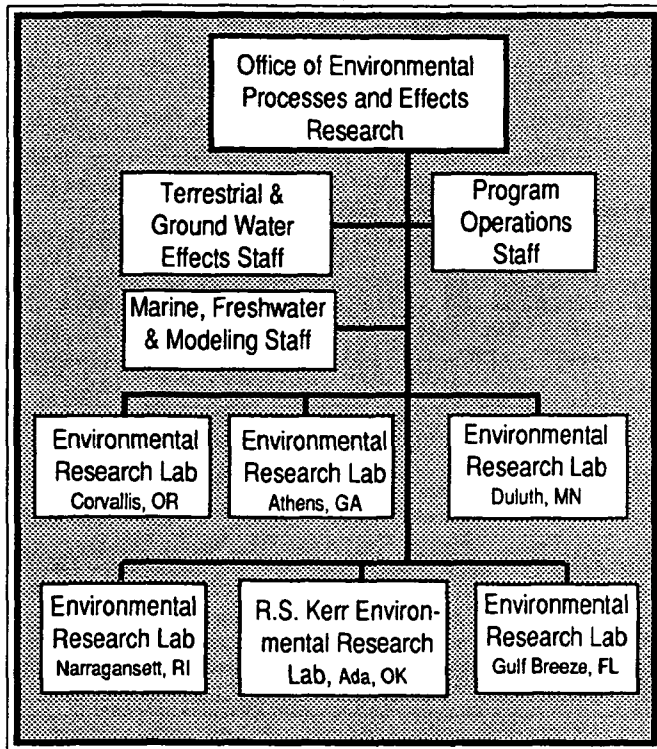 Office of Environmental
Processes and Effects
Research
Terrestrial &
Ground Water
Effects Staff
Program
Operations
Staff
Marine, Freshwater
& Modeling Staff
Environmental
Research Lab
Corvallis, OR
Environmental
Research Lab
Athens, GA
Environmental
Research Lab
Duluth, MN
Environmental
Research Lab
Narragansett, RI
R.S. Kerr Environ-
mental Research
Lab, Ada, OK
Environmental
Research Lab
Gulf Breeze, FL